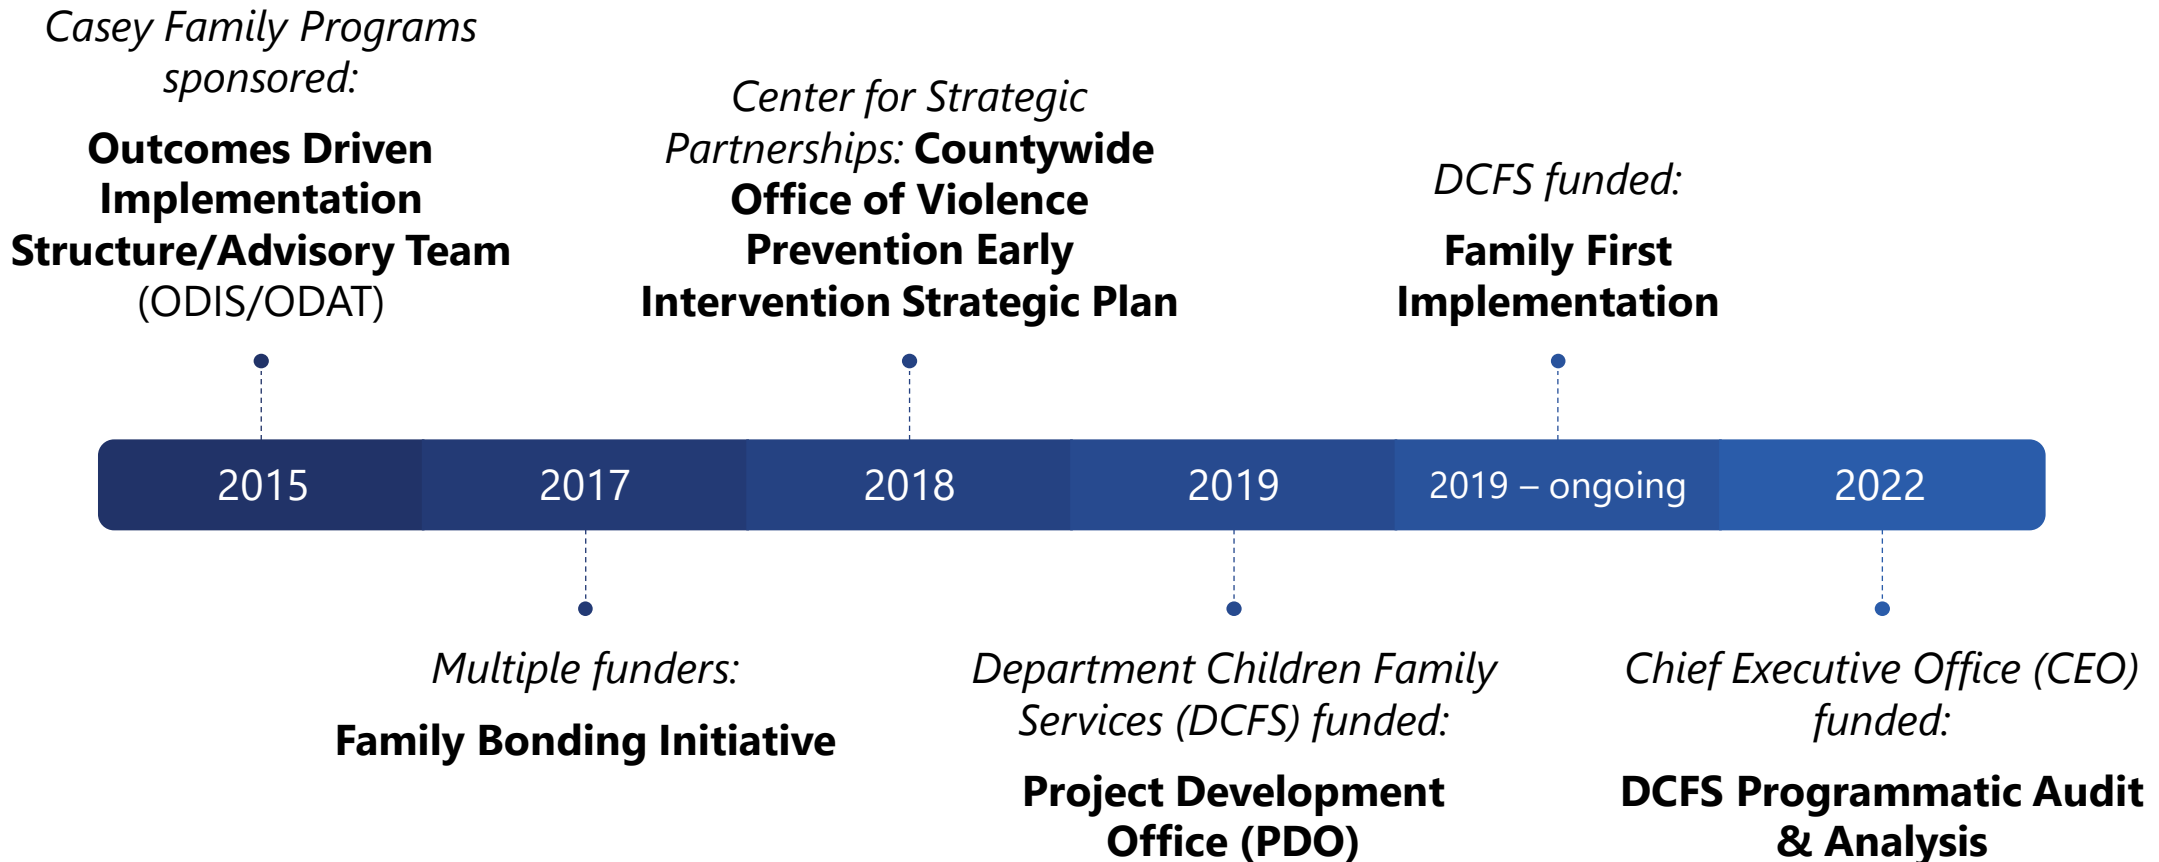 Casey Family Programs
sponsored:
Outcomes Driven
Implementation
Structure/Advisory Team
(ODIS/ODAT)
Center for Strategic
Partnerships: Countywide
Office of Violence
Prevention Early
Intervention Strategic Plan
DCFS funded:
Family First
Implementation
2015
2017
2018
2019
2019 – ongoing
2022
Multiple funders:
Family Bonding Initiative
Department Children Family
Services (DCFS) funded:
Project Development
Office (PDO)
Chief Executive Office (CEO)
funded:
DCFS Programmatic Audit
& Analysis